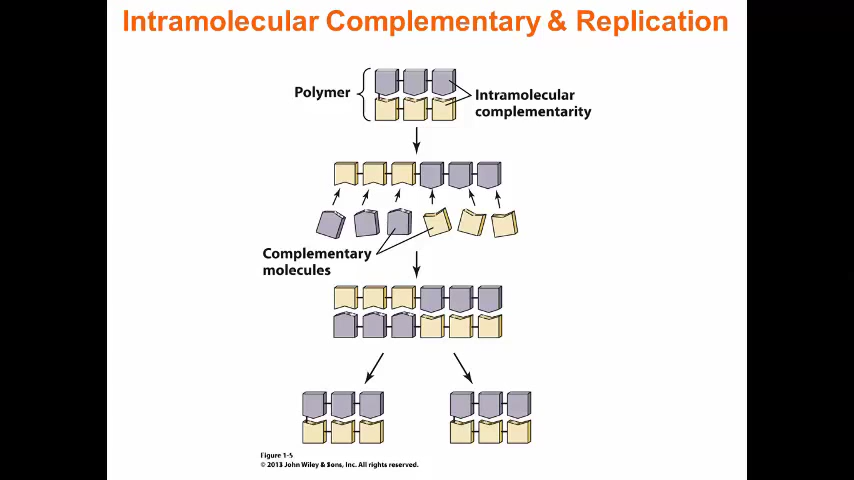 Intramolecular Complementary & Replication
Polymer
Intramolecular
complementarity
Complementary
molecules
Figure 1-5
© 2013 John Wiley & Sons, Inc. All rights reserved.